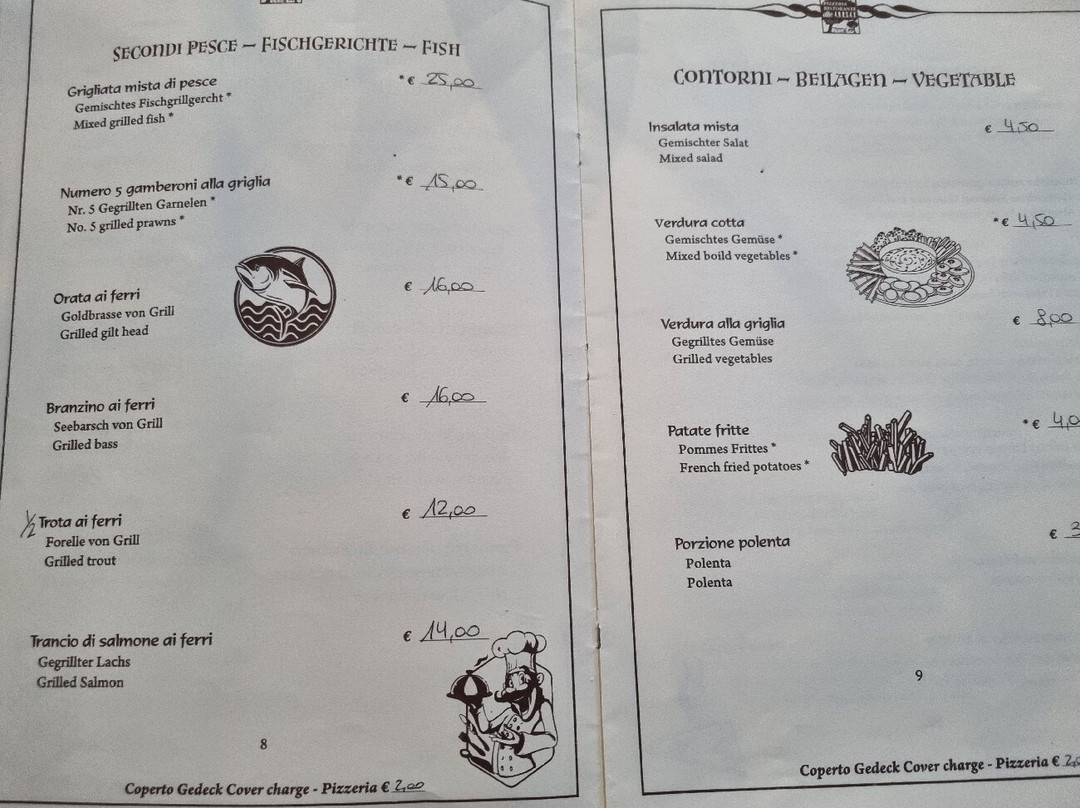 SECONDI PESCE – FISCHGERICHTE – FISH
Grigliata mista di pesce *€ 25,00
Gemischtes Fischgrillgercht *
Mixed grilled fish *
Numero 5 gamberoni alla griglia *€ 15,00
Nr. 5 Gegrillten Garnelen *
No. 5 grilled prawns *
Orata ai ferri € 16,00
Goldbrasse von Grill
Grilled gilt head
Branzino ai ferri € 16,00
Seebarsch von Grill
Grilled bass
½ Trota ai ferri € 12,00
Forelle von Grill
Grilled trout
Trancio di salmone ai ferri € 14,00
Gegrillter Lachs
Grilled Salmon
8
Coperto Gedeck Cover charge - Pizzeria € 2,00
CONTORNI – BEILAGEN – VEGETABLE
Insalata mista € 4,50
Gemischter Salat
Mixed salad
Verdura cotta *€ 4,50
Gemischtes Gemüse *
Mixed boild vegetables *
Verdura alla griglia € 8,00
Gegrilltes Gemüse
Grilled vegetables
Patate fritte *€ 4,0
Pommes Frittes *
French fried potatoes *
Porzione polenta € 3
Polenta
Polenta
9
Coperto Gedeck Cover charge - Pizzeria € 2,0